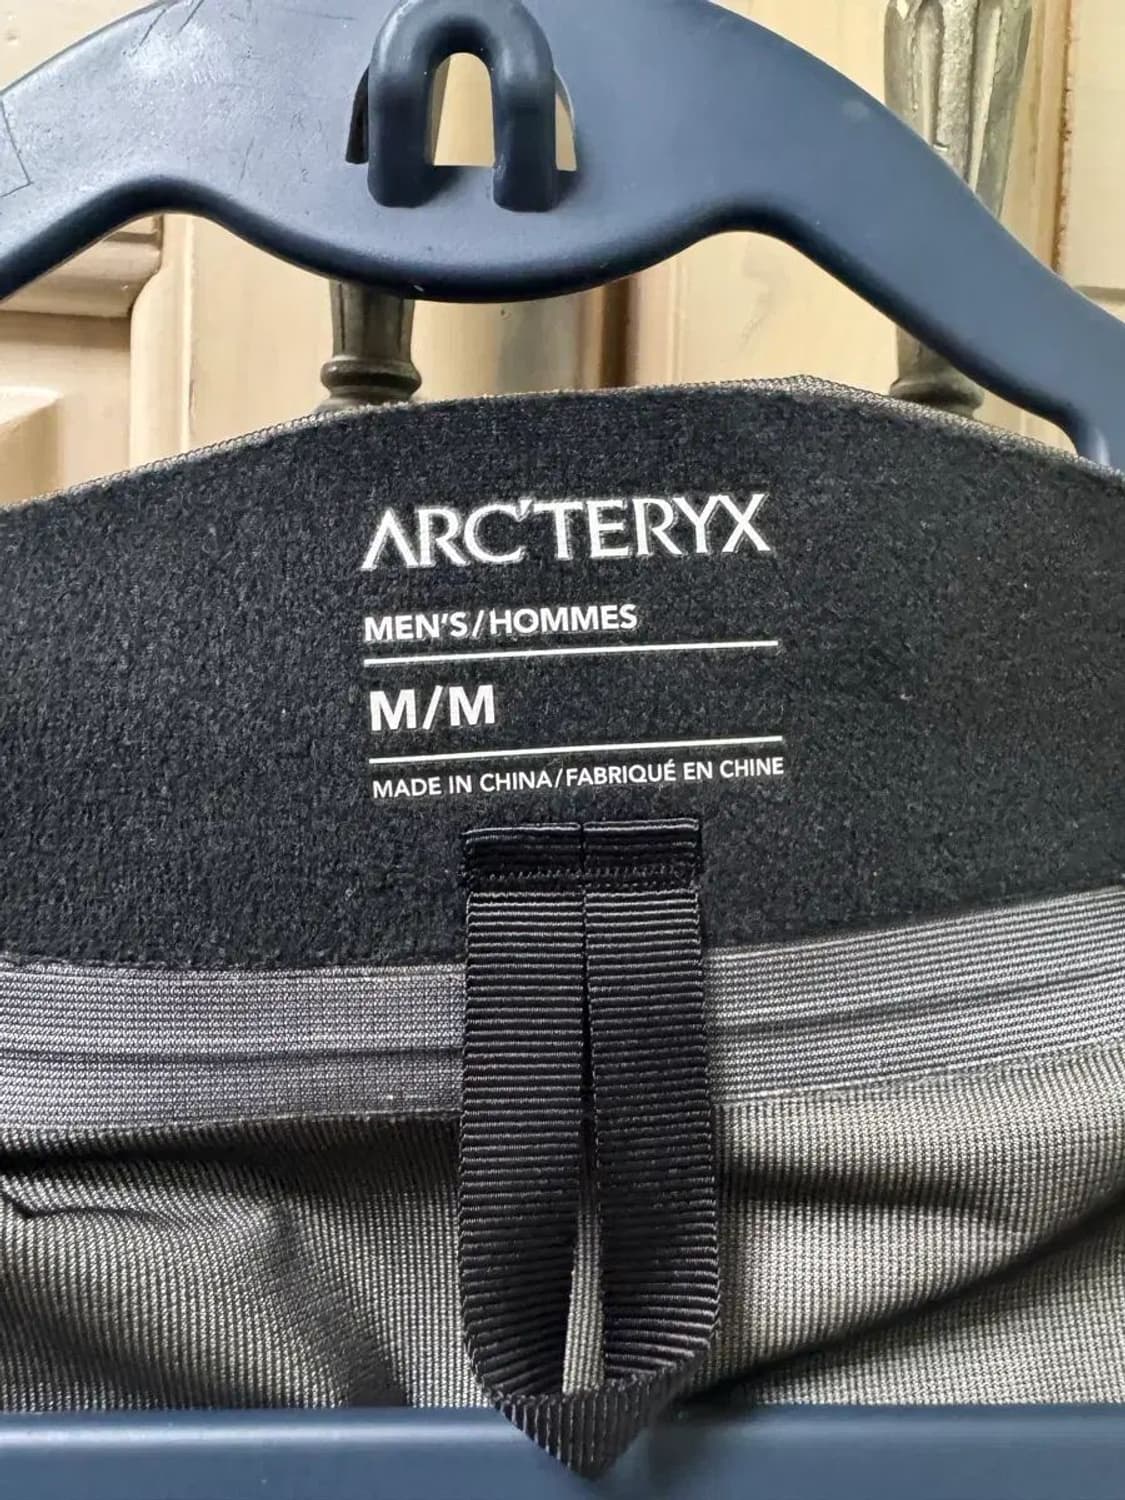 ARC'TERYX
MEN'S/HOMMES
M/M
MADE IN CHINA/FABRIQUÉ EN CHINE